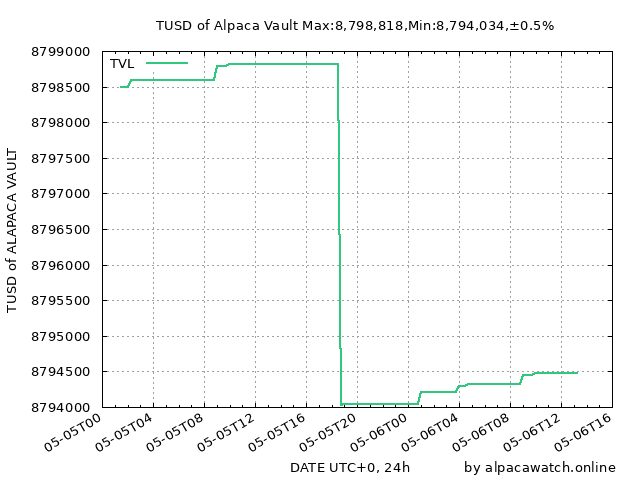 TUSD of Alpaca Vault Max:8,798,818,Min:8,794,034,±0.5%
TVL
8799000
8798500
8798000
8797500
8797000
8796500
8796000
8795500
8795000
8794500
8794000
TUSD of ALAPACA VAULT
05-05T00
05-05T04
05-05T08
05-05T12
05-05T16
05-05T20
05-06T00
05-06T04
05-06T08
05-06T12
05-06T16
DATE UTC+0, 24h
by alpacawatch.online